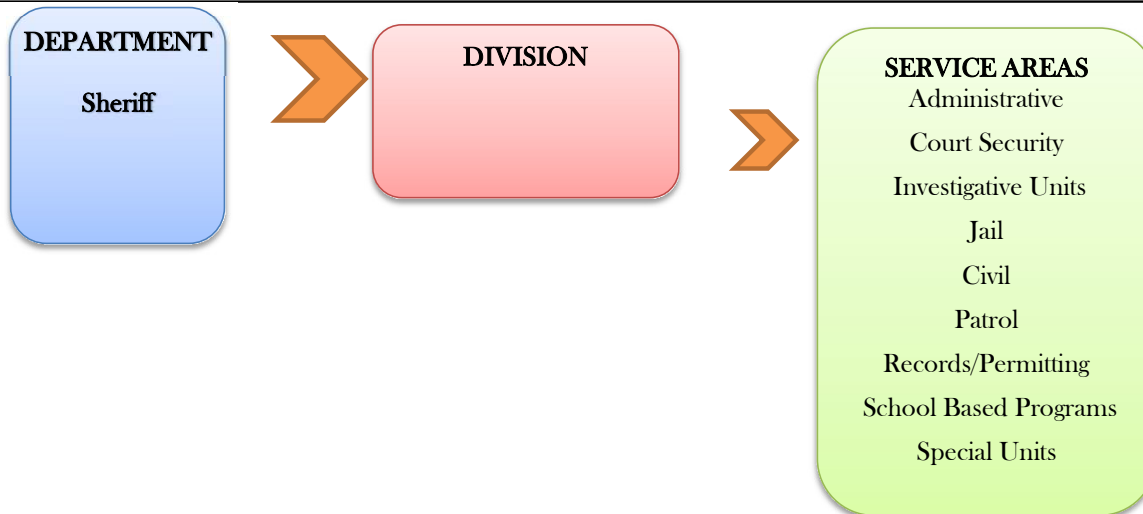 DEPARTMENT
Sheriff
DIVISION
SERVICE AREAS
Administrative
Court Security
Investigative Units
Jail
Civil
Patrol
Records/Permitting
School Based Programs
Special Units